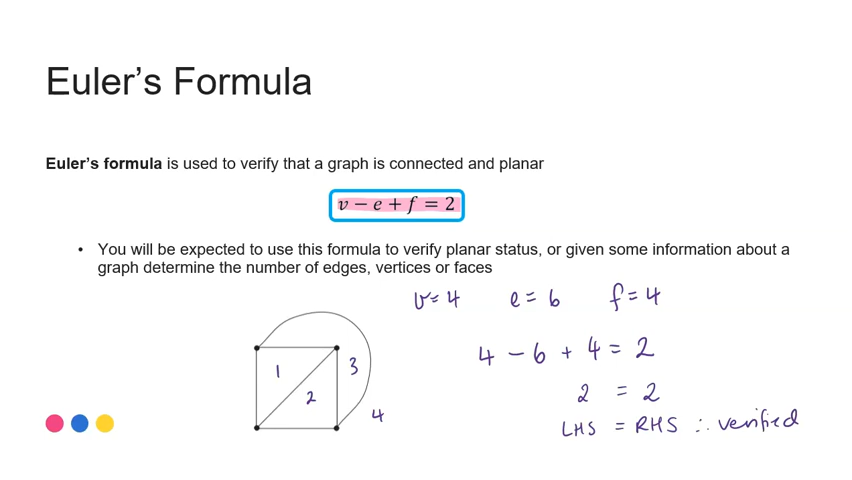 Euler's Formula
Euler's formula is used to verify that a graph is connected and planar
v − e + f = 2
• You will be expected to use this formula to verify planar status, or given some information about a
graph determine the number of edges, vertices or faces
v=4 e=6 f=4
4 - 6 + 4 = 2
2 = 2
LHS = RHS ∴ verified
1
2
3
4